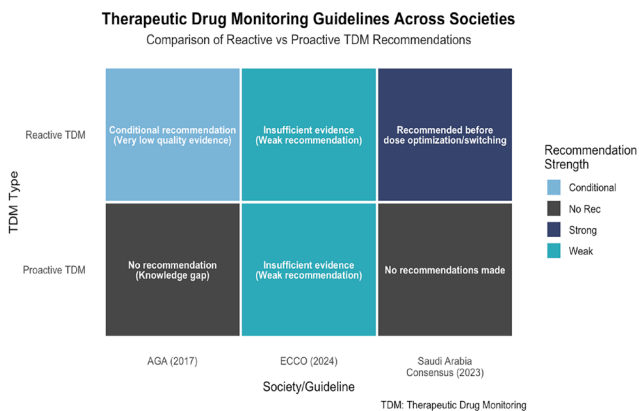 Therapeutic Drug Monitoring Guidelines Across Societies
Comparison of Reactive vs Proactive TDM Recommendations
TDM Type
Reactive TDM
Conditional recommendation
(Very low quality evidence)
Insufficient evidence
(Weak recommendation)
Recommended before
dose optimization/switching
Proactive TDM
No recommendation
(Knowledge gap)
Insufficient evidence
(Weak recommendation)
No recommendations made
AGA (2017)
ECCO (2024)
Saudi Arabia
Consensus (2023)
Society/Guideline
Recommendation
Strength
Conditional
No Rec
Strong
Weak
TDM: Therapeutic Drug Monitoring